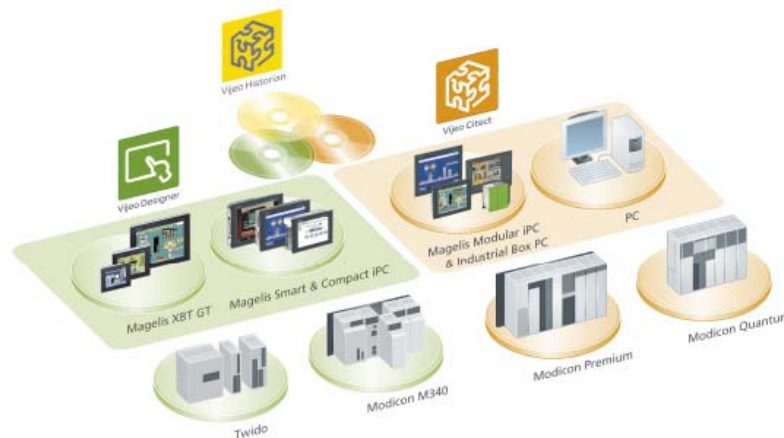 Vijeo Historian
Vijeo Citect
Vijeo Designer
PC
Magelis Modular iPC
& Industrial Box PC
Magelis Smart & Compact iPC
Magelis XBT GT
Modicon Quantum
Modicon Premium
Modicon M340
Twido